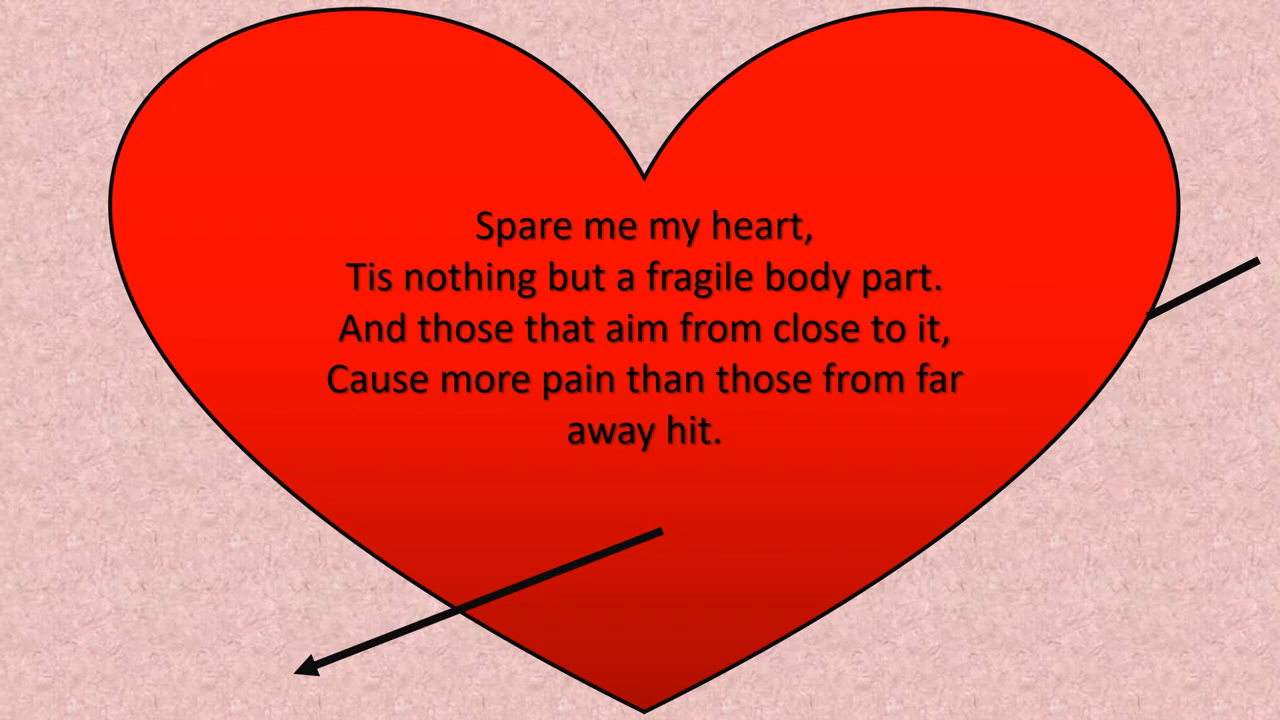 Spare me my heart,
Tis nothing but a fragile body part.
And those that aim from close to it,
Cause more pain than those from far
away hit.